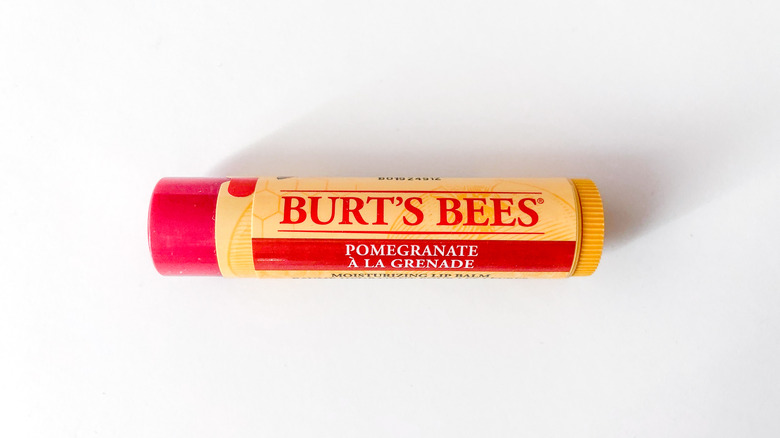 BURT'S BEES®
POMEGRANATE
À LA GRENADE
MOISTURIZING LIP BALM